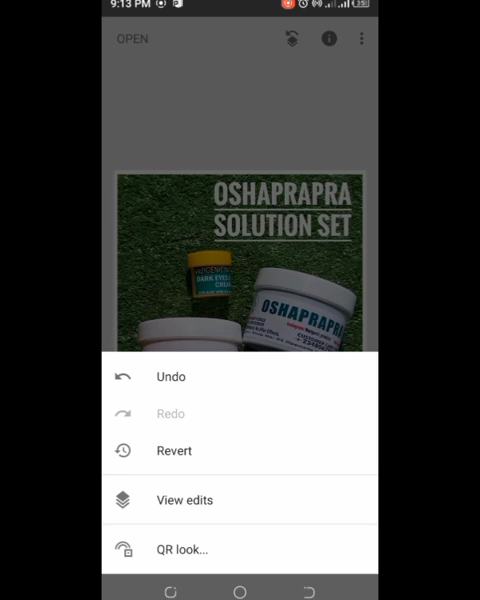 9:13 PM
OPEN
OSHAPRAPRA
SOLUTION SET
DARK EYES
OSHAPRAPRA
Undo
Redo
Revert
View edits
QR look...